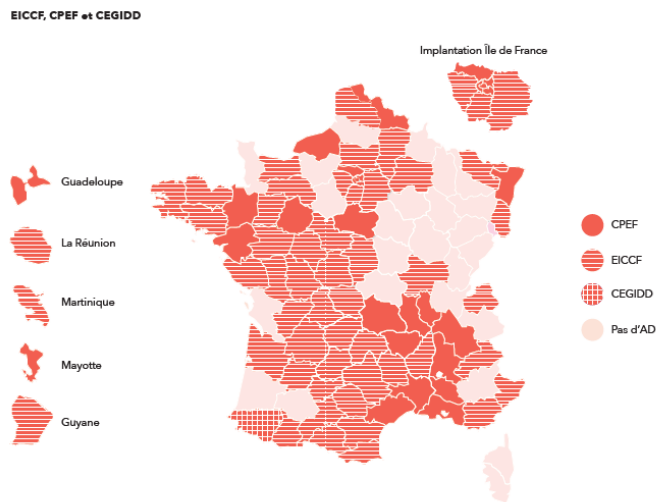 EICCF, CPEF et CEGIDD
Implantation Île de France
Guadeloupe
La Réunion
Martinique
Mayotte
Guyane
CPEF
EICCF
CEGIDD
Pas d'AD